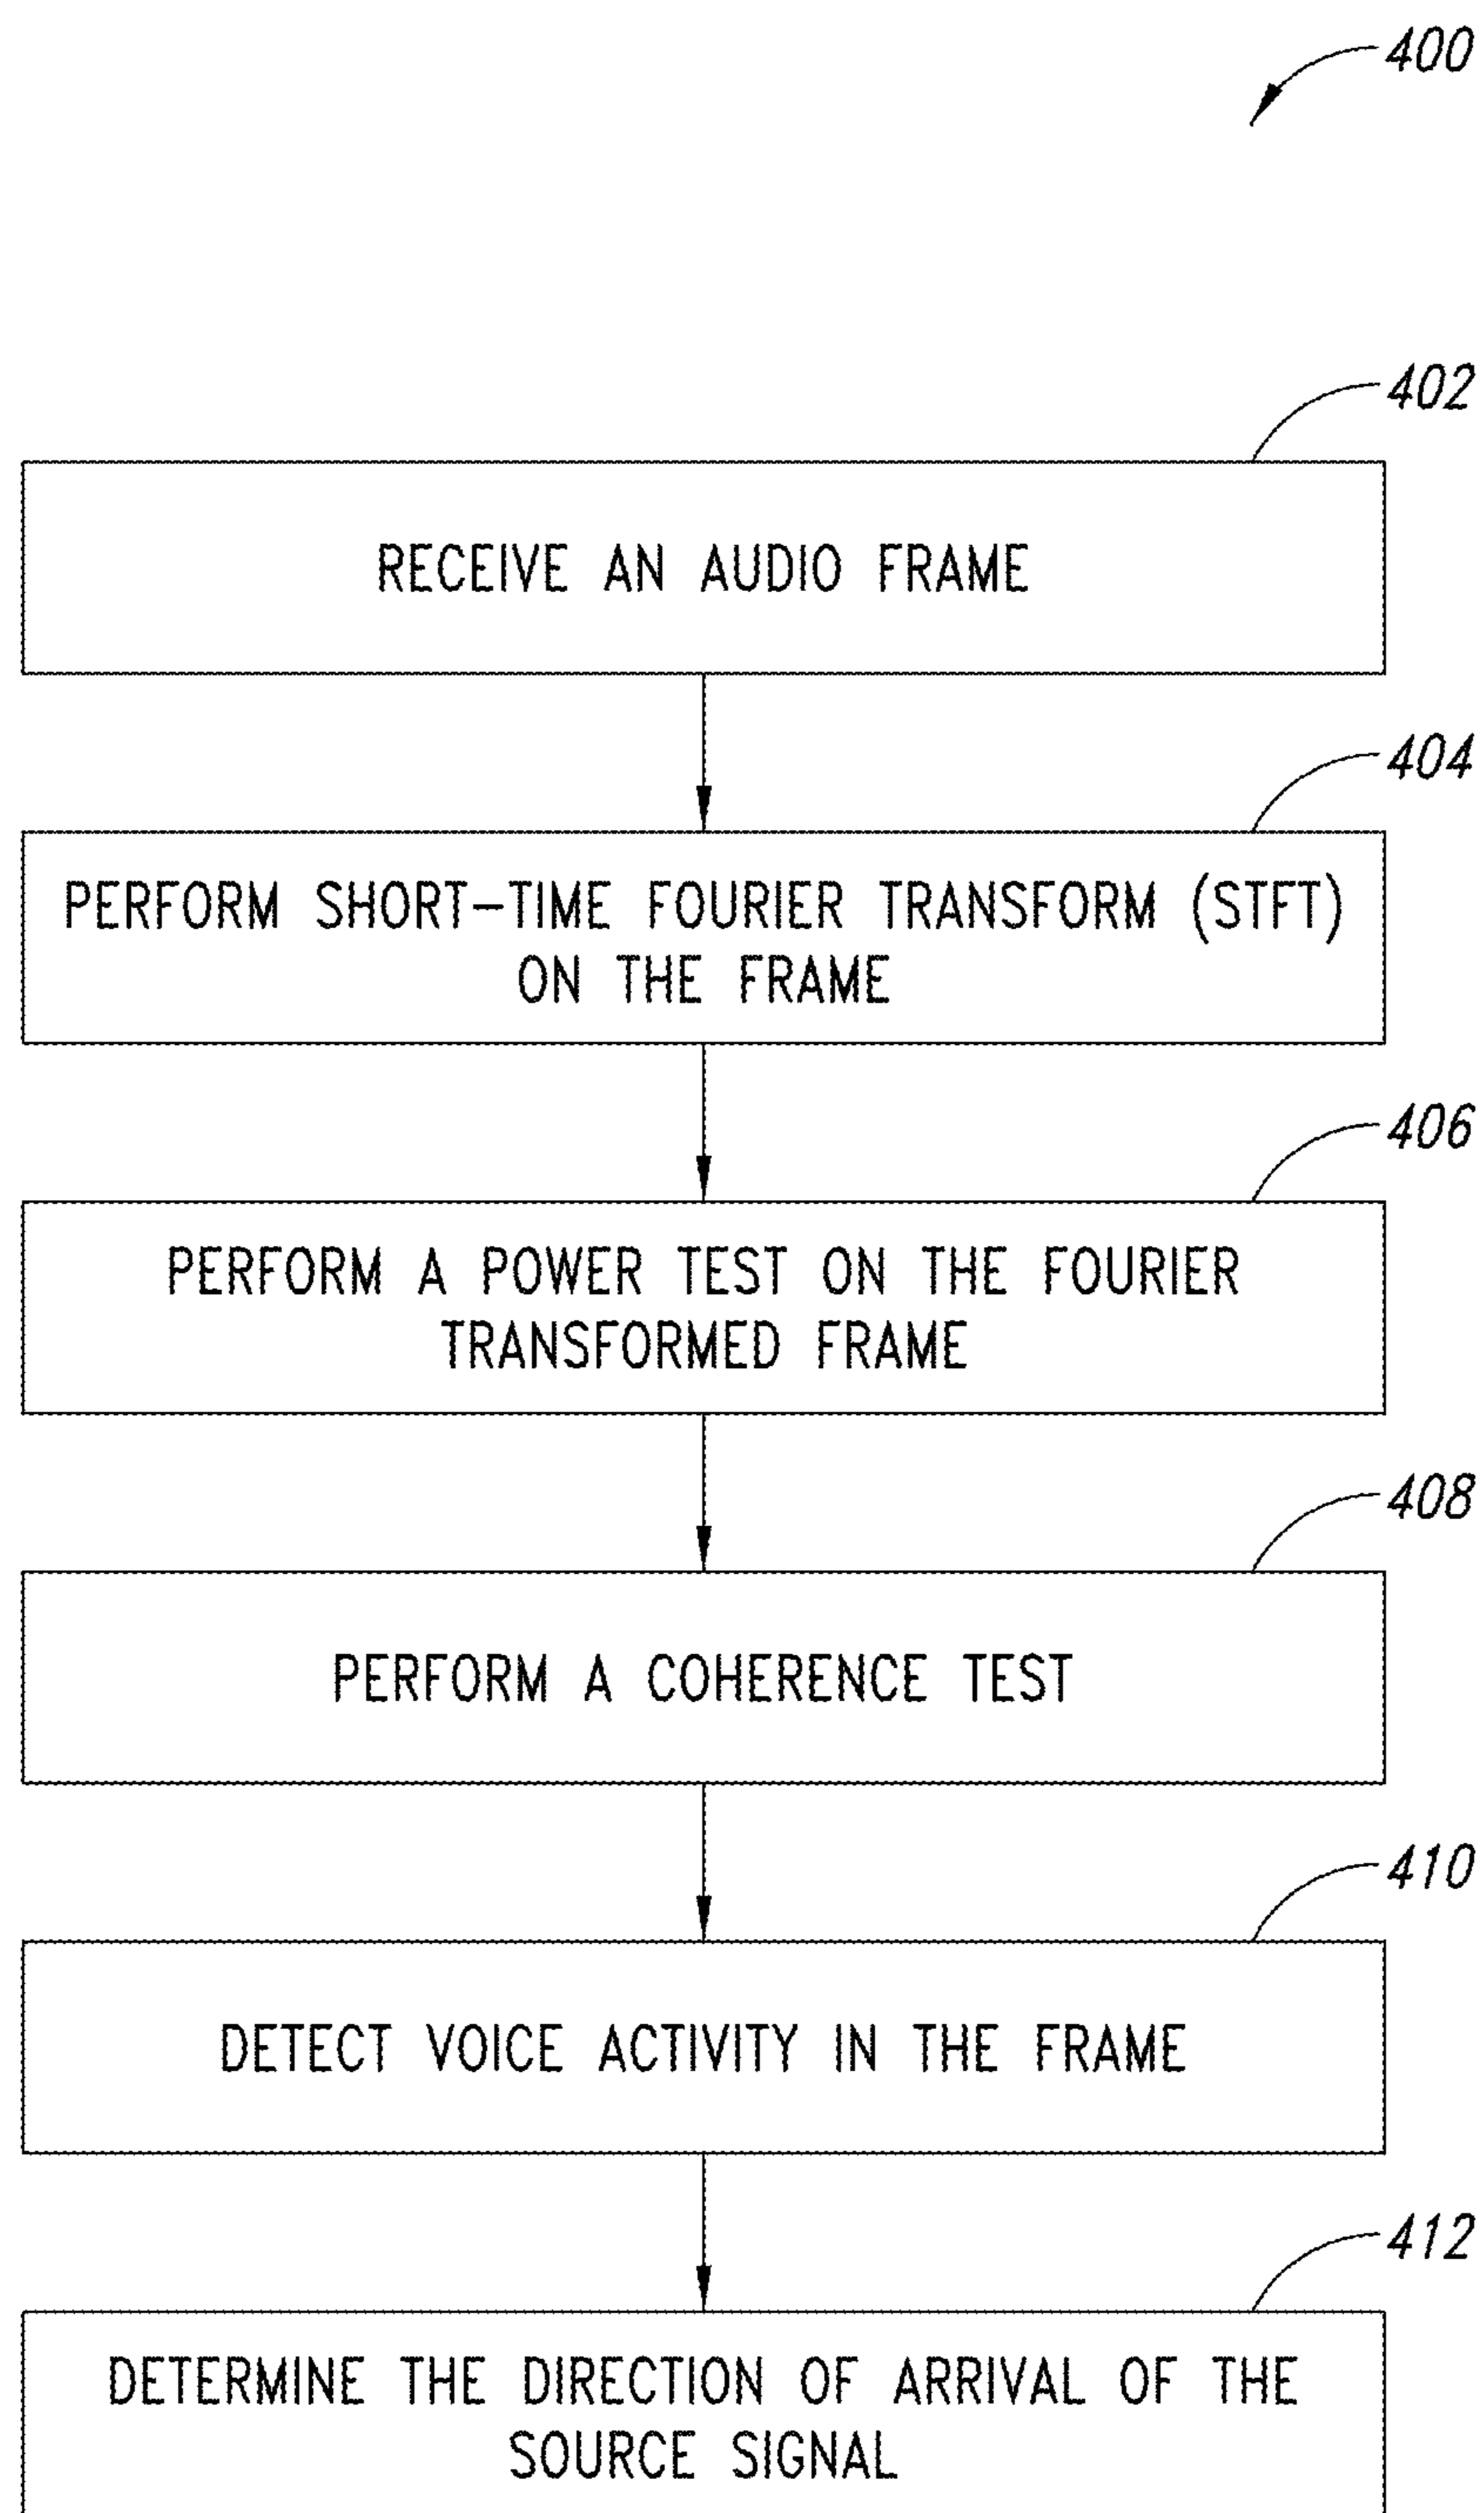 400
402
RECEIVE AN AUDIO FRAME
404
PERFORM SHORT-TIME FOURIER TRANSFORM (STFT)
ON THE FRAME
406
PERFORM A POWER TEST ON THE FOURIER
TRANSFORMED FRAME
408
PERFORM A COHERENCE TEST
410
DETECT VOICE ACTIVITY IN THE FRAME
412
DETERMINE THE DIRECTION OF ARRIVAL OF THE
SOURCE SIGNAL